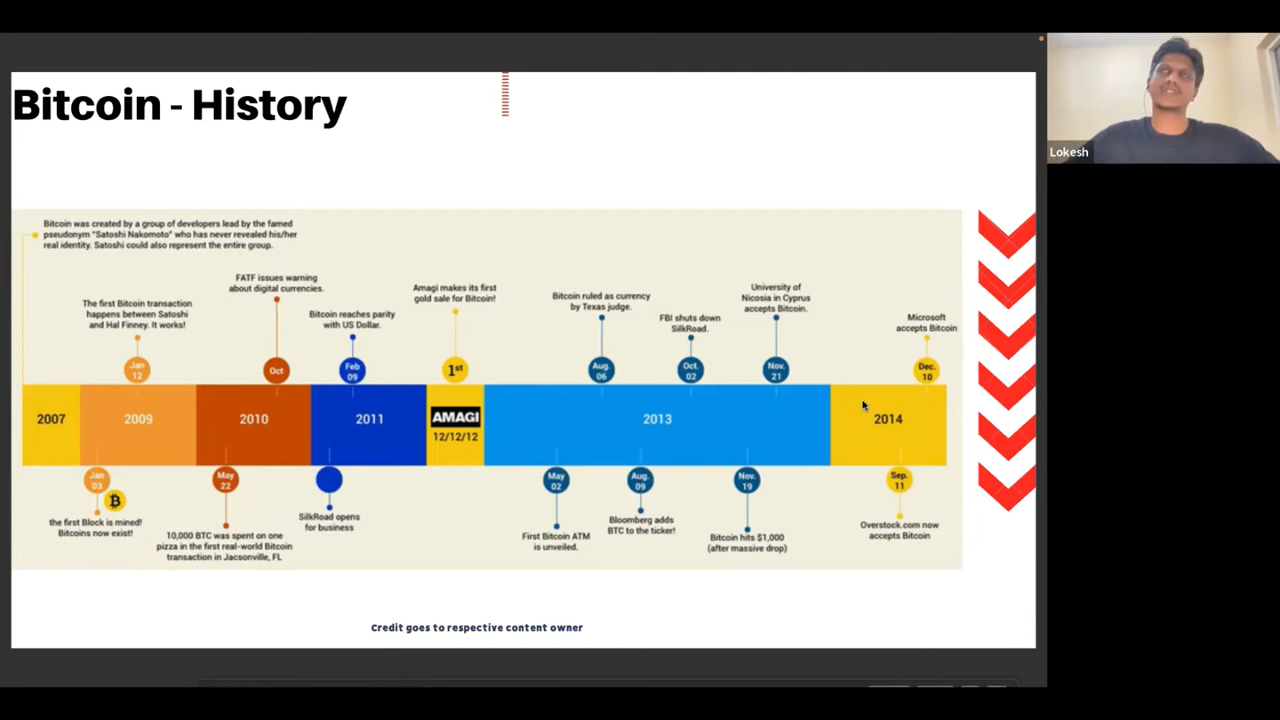 Bitcoin - History
Lokesh
Bitcoin was created by a group of developers lead by the famed
pseudonym "Satoshi Nakomoto" who has never revealed his/her
real identity. Satoshi could also represent the entire group.
The first Bitcoin transaction
happens between Satoshi
and Hal Finney. It works!
FATF issues warning
about digital currencies.
Bitcoin reaches parity
with US Dollar.
Amagi makes its first
gold sale for Bitcoin!
Bitcoin ruled as currency
by Texas judge.
FBI shuts down
SilkRoad.
University of
Nicosia in Cyprus
accepts Bitcoin.
Microsoft
accepts Bitcoin
Jan
12
Oct
Feb
09
1st
Aug.
06
Oct.
02
Nov.
21
Dec.
10
2007
2009
2010
2011
AMAGI
12/12/12
2013
2014
Jan
03
May
22
May
02
Aug.
09
Nov.
19
Sep.
11
the first Block is mined!
Bitcoins now exist!
10,000 BTC was spent on one
pizza in the first real-world Bitcoin
transaction in Jacsonville, FL
SilkRoad opens
for business
First Bitcoin ATM
is unveiled.
Bloomberg adds
BTC to the ticker!
Bitcoin hits $1,000
(after massive drop)
Overstock.com now
accepts Bitcoin
Credit goes to respective content owner